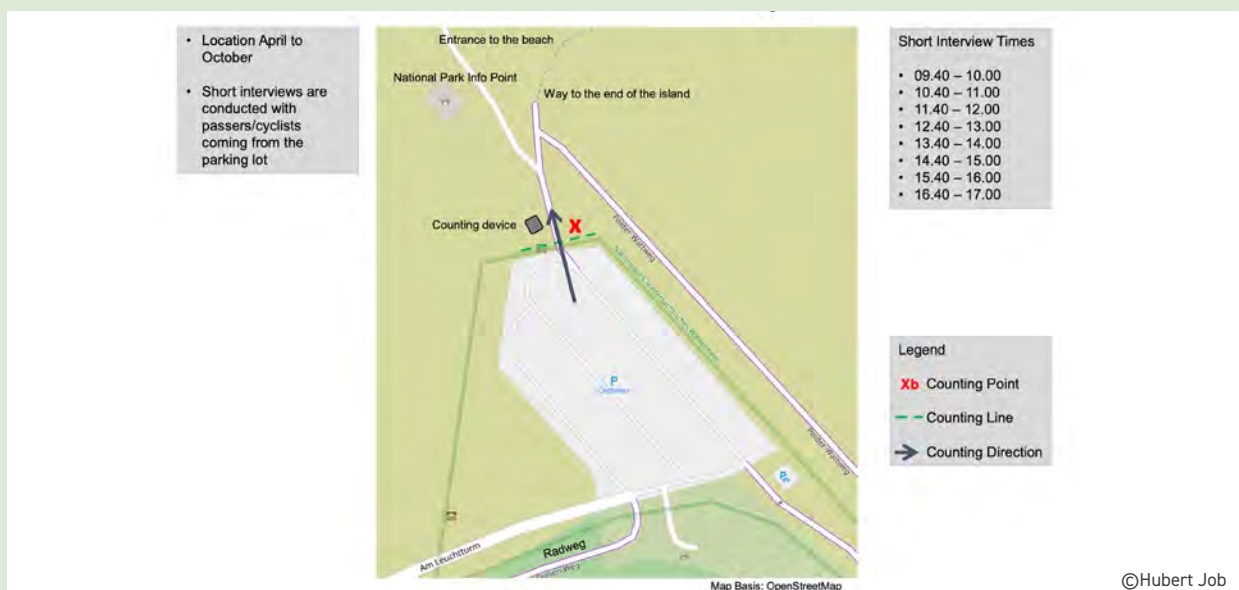 • Location April to
October
• Short interviews are
conducted with
passers/cyclists
coming from the
parking lot
Entrance to the beach
National Park Info Point
Way to the end of the island
Counting device
X
Pelder-Wattweg
P
Pelder-Wattweg
Am Leuchtturm
Radweg
Map Basis: OpenStreetMap
Short Interview Times
• 09.40 – 10.00
• 10.40 – 11.00
• 11.40 – 12.00
• 12.40 – 13.00
• 13.40 – 14.00
• 14.40 – 15.00
• 15.40 – 16.00
• 16.40 – 17.00
Legend
Xb Counting Point
Counting Line
Counting Direction
©Hubert Job